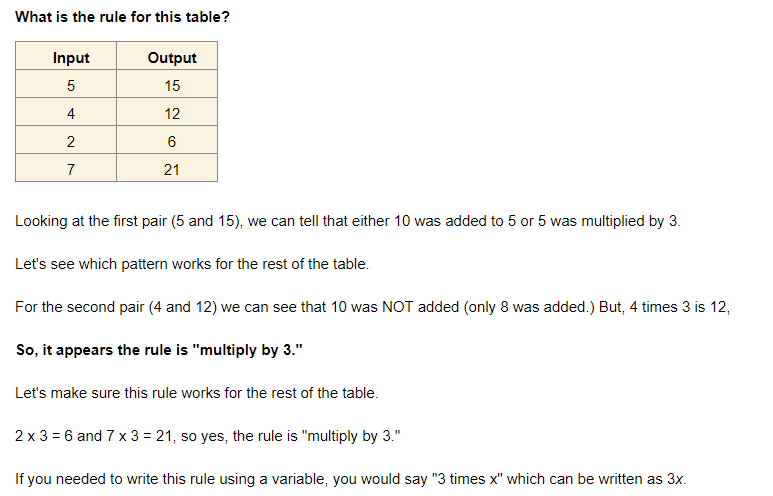 What is the rule for this table?
Input Output
5 15
4 12
2 6
7 21
Looking at the first pair (5 and 15), we can tell that either 10 was added to 5 or 5 was multiplied by 3.
Let's see which pattern works for the rest of the table.
For the second pair (4 and 12) we can see that 10 was NOT added (only 8 was added.) But, 4 times 3 is 12,
So, it appears the rule is "multiply by 3."
Let's make sure this rule works for the rest of the table.
2 x 3 = 6 and 7 x 3 = 21, so yes, the rule is "multiply by 3."
If you needed to write this rule using a variable, you would say "3 times x" which can be written as 3x.